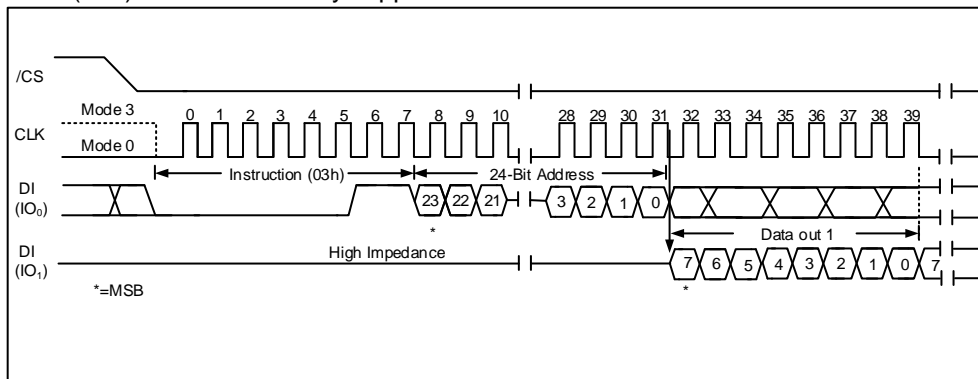 /CS
Mode 3
0 1 2 3 4 5 6 7 8 9 10 28 29 30 31 32 33 34 35 36 37 38 39
CLK
Mode 0
Instruction (03h) 24-Bit Address
DI
(IO0)
23 22 21 3 2 1 0
*
Data out 1
High Impedance
DI
(IO1)
7 6 5 4 3 2 1 0 7
*=MSB
*